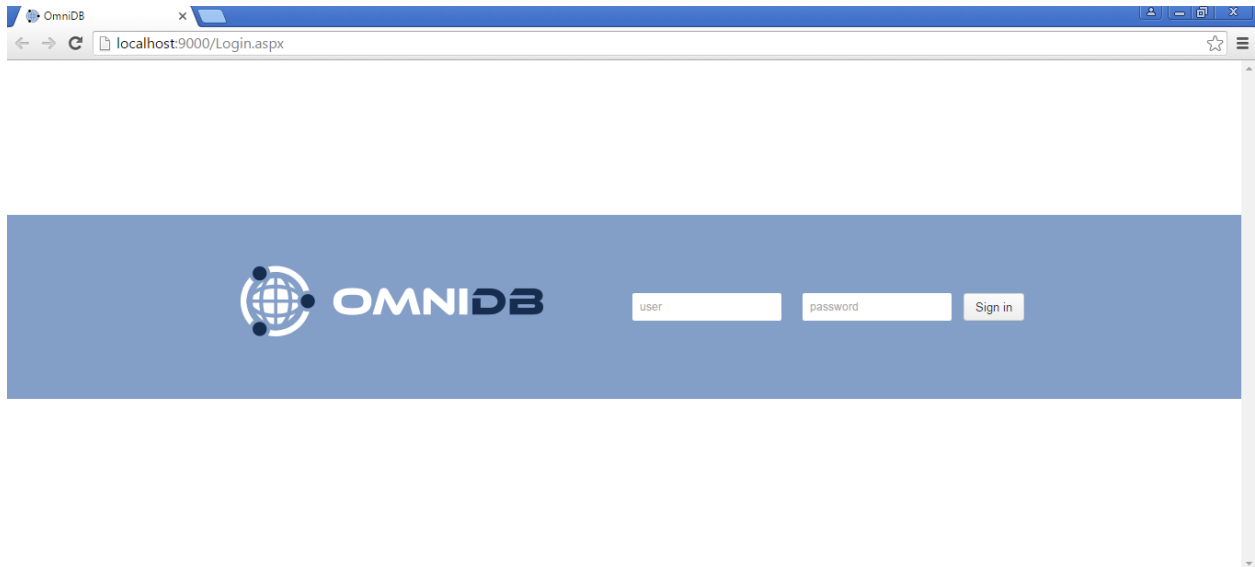 OmniDB
localhost:9000/Login.aspx
OMNIDB
user
password
Sign in